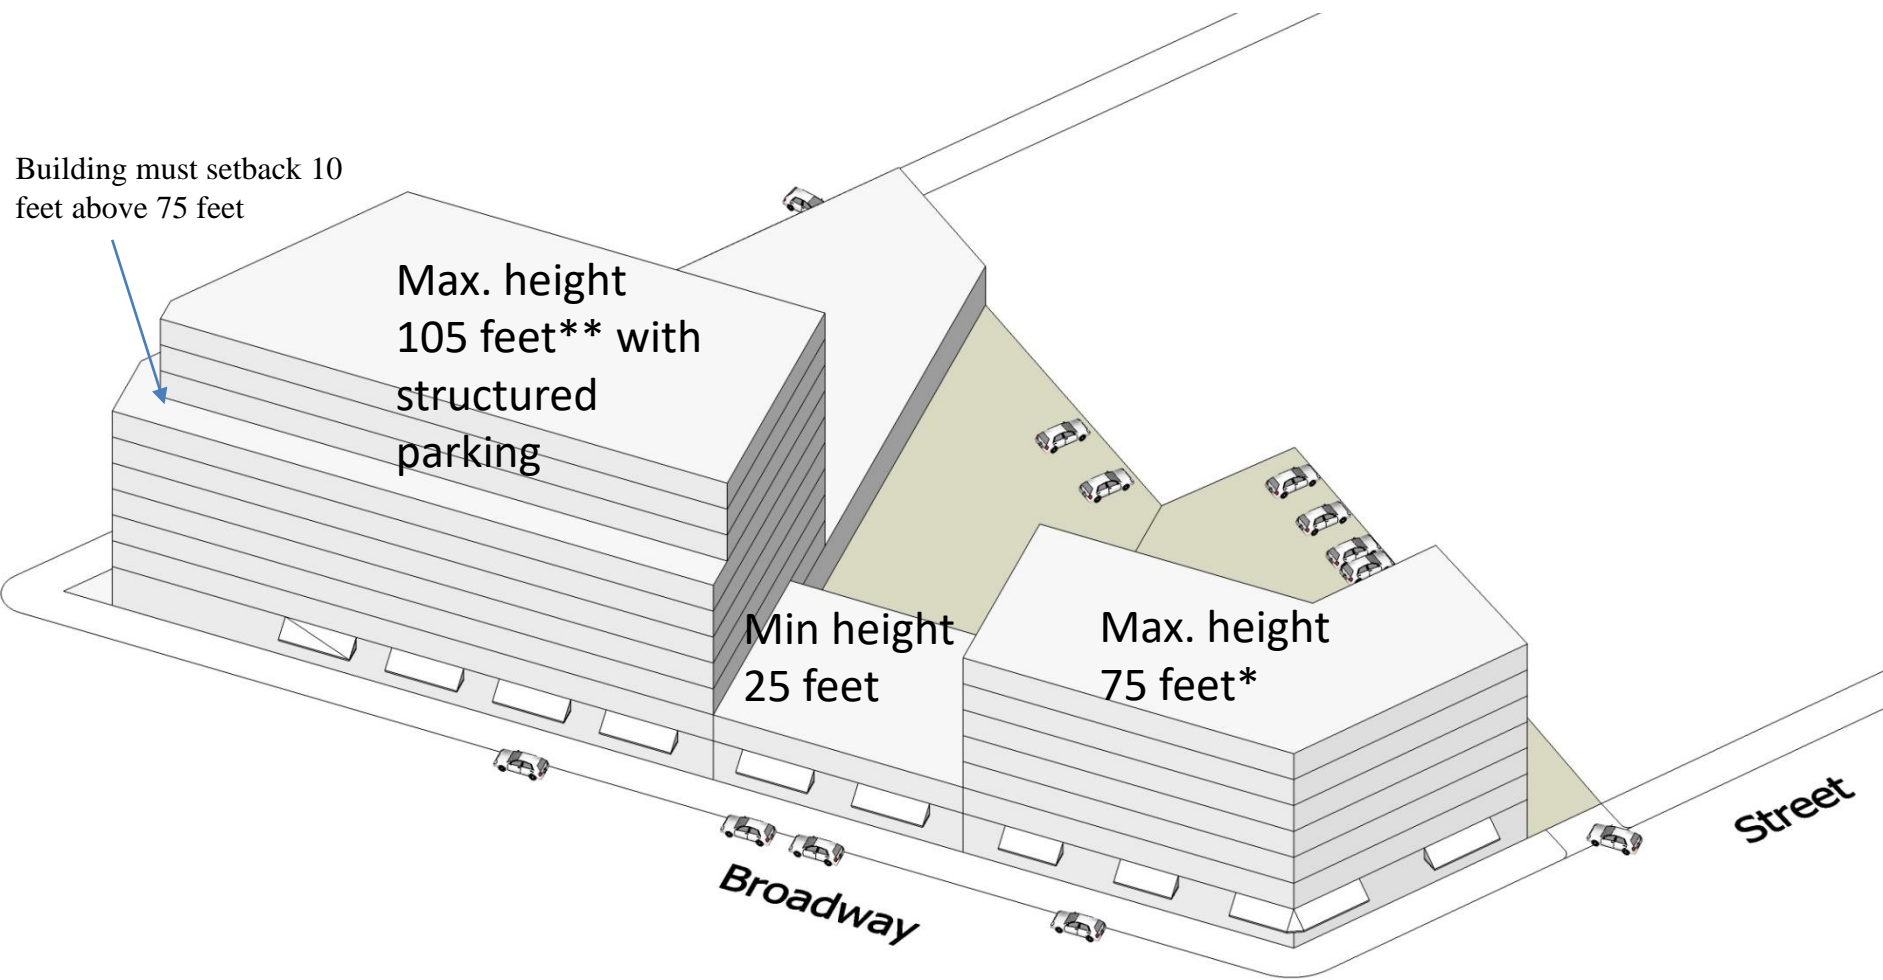 Building must setback 10
feet above 75 feet
Max. height
105 feet** with
structured
parking
Min height
25 feet
Max. height
75 feet*
Broadway
Street